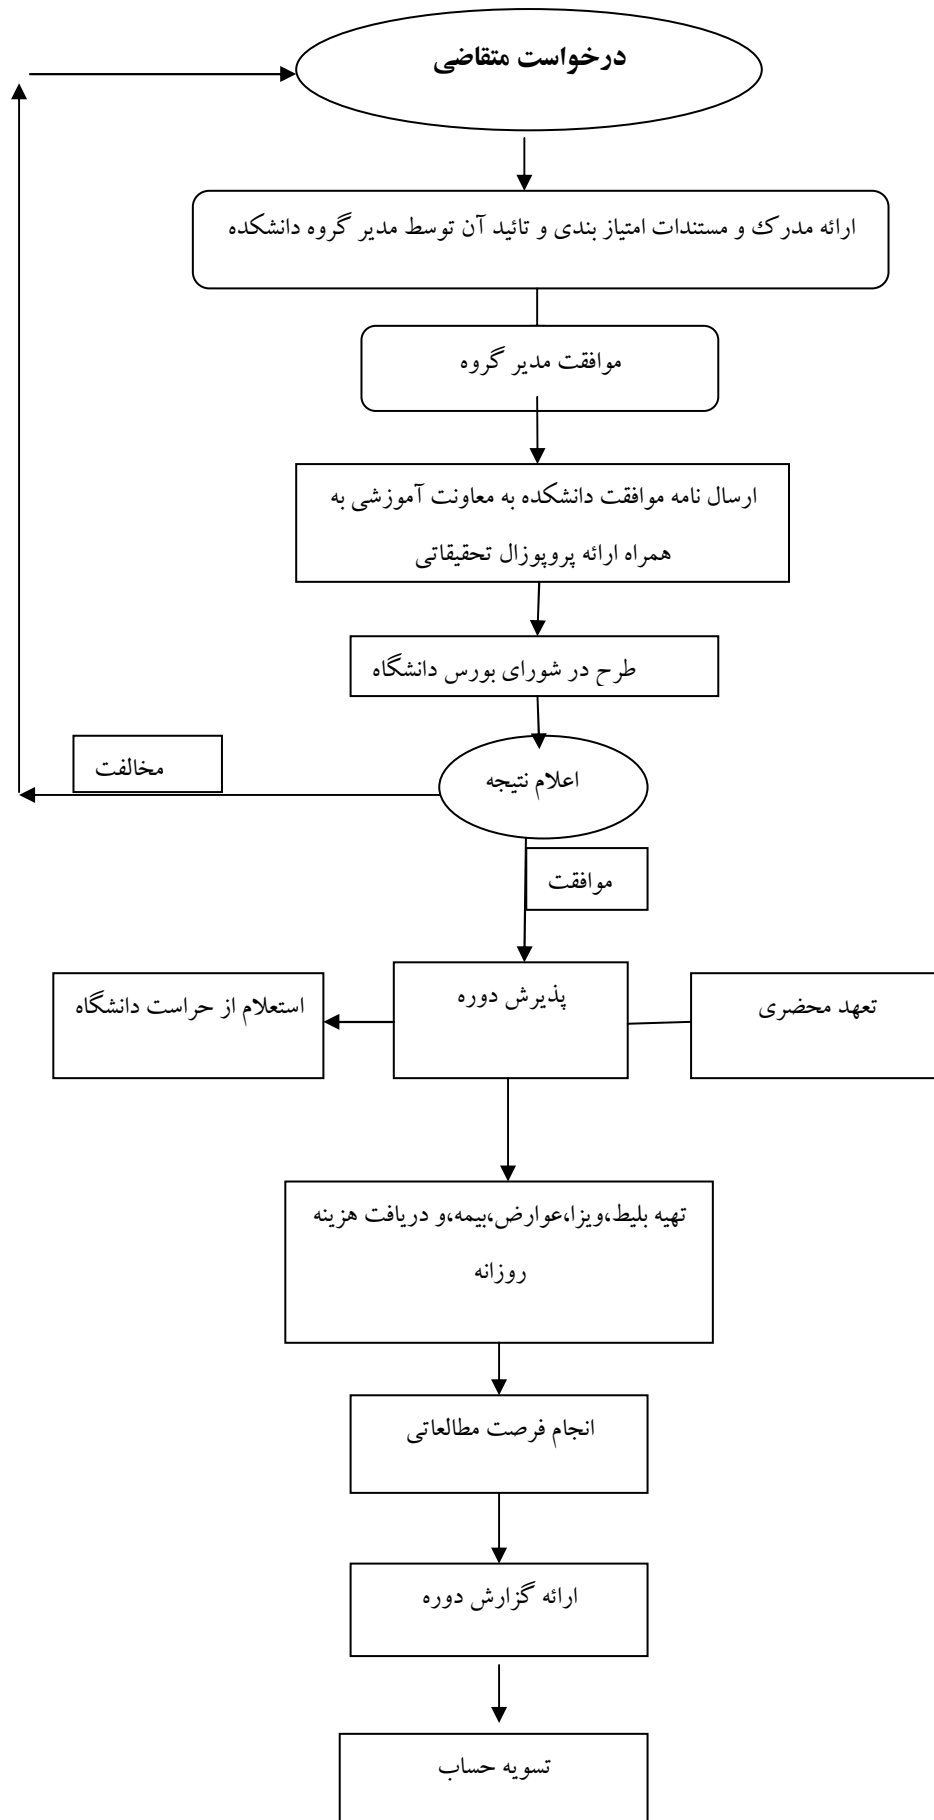 درخواست متقاضی
ارائه مدرک و مستندات امتیاز بندی و تائید آن توسط مدیر گروه دانشکده
موافقت مدیر گروه
ارسال نامه موافقت دانشکده به معاونت آموزشی به
همراه ارائه پروپوزال تحقیقاتی
طرح در شورای بورس دانشگاه
اعلام نتیجه
مخالفت
موافقت
تعهد محضری
پذیرش دوره
استعلام از حراست دانشگاه
تهیه بلیط،ویزا،عوارض،بیمه،و دریافت هزینه
روزانه
انجام فرصت مطالعاتی
ارائه گزارش دوره
تسویه حساب